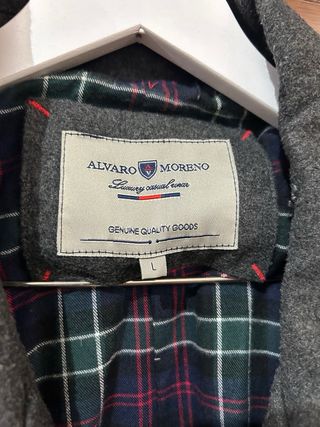 ALVARO MORENO
Luxury casual wear
GENUINE QUALITY GOODS
L